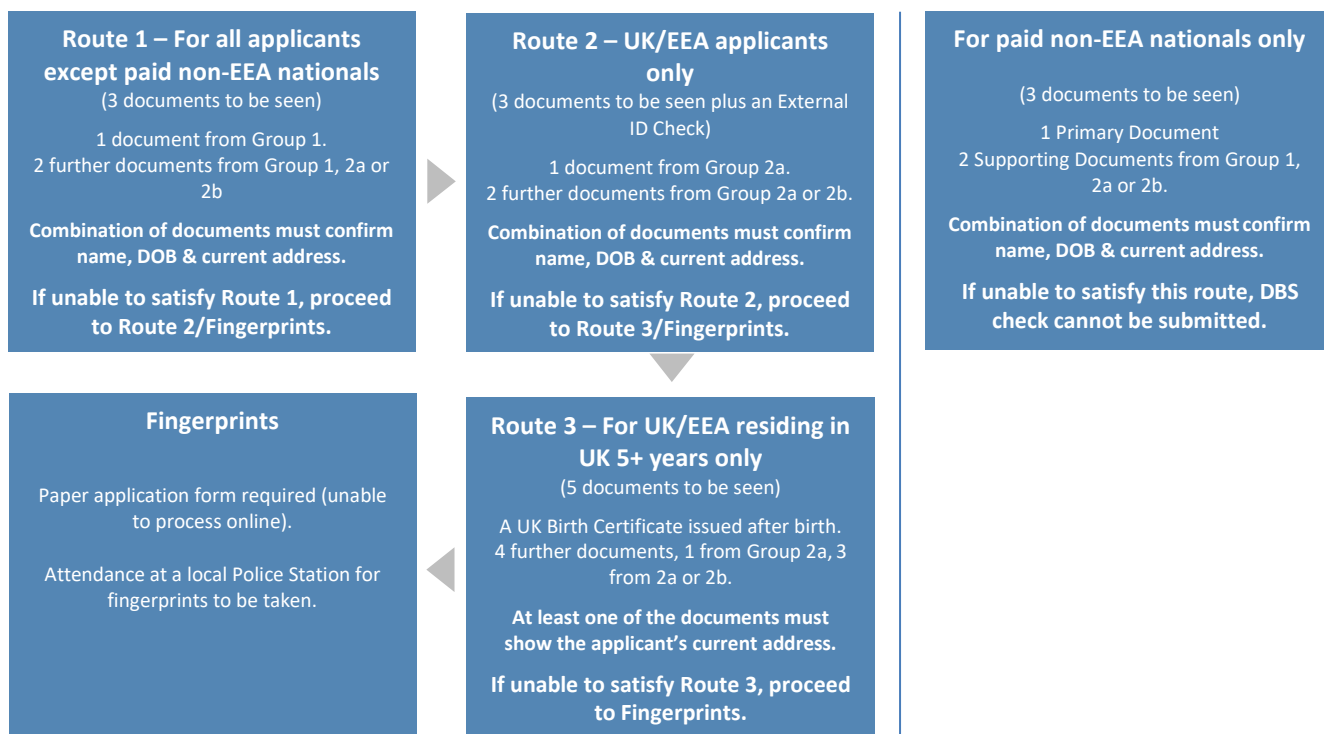 Route 1 – For all applicants
except paid non-EEA nationals
(3 documents to be seen)
1 document from Group 1.
2 further documents from Group 1, 2a or
2b
Combination of documents must confirm
name, DOB & current address.
If unable to satisfy Route 1, proceed
to Route 2/Fingerprints.
Route 2 – UK/EEA applicants
only
(3 documents to be seen plus an External
ID Check)
1 document from Group 2a.
2 further documents from Group 2a or 2b.
Combination of documents must confirm
name, DOB & current address.
If unable to satisfy Route 2, proceed
to Route 3/Fingerprints.
For paid non-EEA nationals only
(3 documents to be seen)
1 Primary Document
2 Supporting Documents from Group 1,
2a or 2b.
Combination of documents must confirm
name, DOB & current address.
If unable to satisfy this route, DBS
check cannot be submitted.
Route 3 – For UK/EEA residing in
UK 5+ years only
(5 documents to be seen)
A UK Birth Certificate issued after birth.
4 further documents, 1 from Group 2a, 3
from 2a or 2b.
At least one of the documents must
show the applicant’s current address.
If unable to satisfy Route 3, proceed
to Fingerprints.
Fingerprints
Paper application form required (unable
to process online).
Attendance at a local Police Station for
fingerprints to be taken.